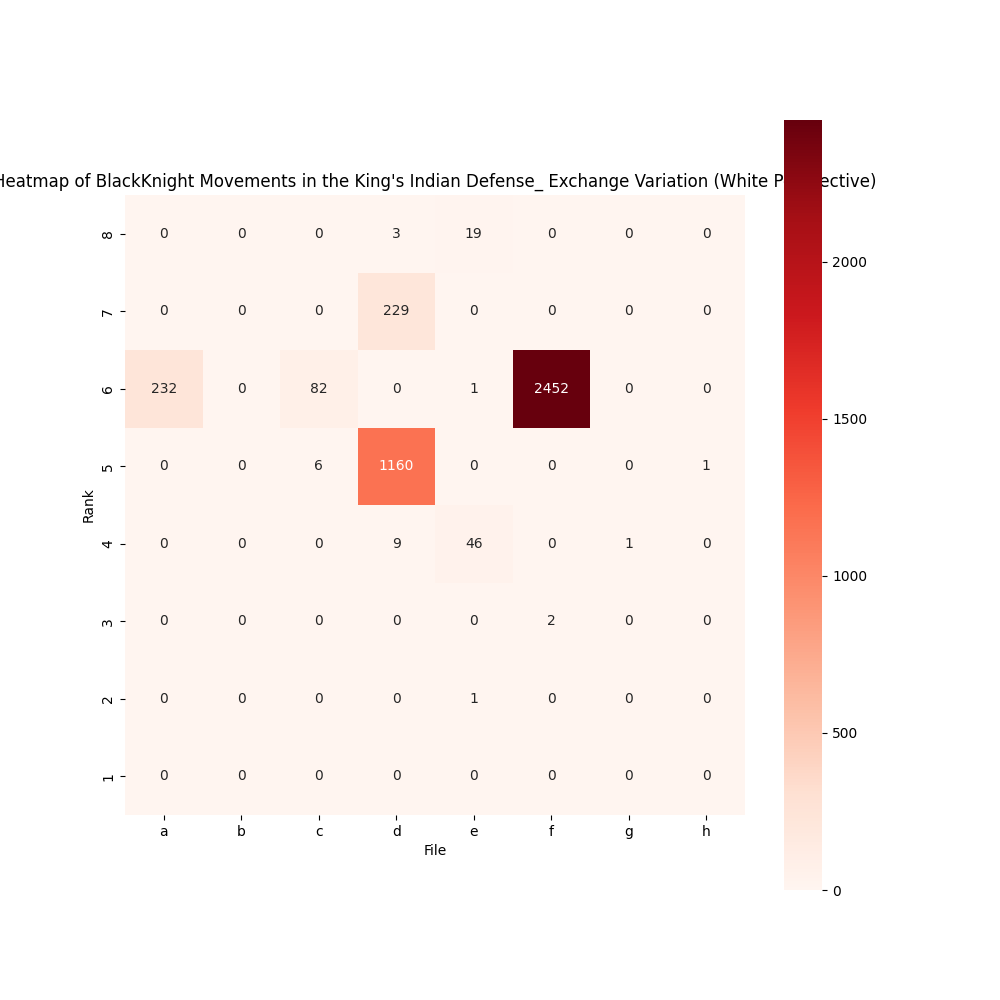 Heatmap of BlackKnight Movements in the King's Indian Defense_ Exchange Variation (White P ective)
8 0 0 0 3 19 0 0 0
7 0 0 0 229 0 0 0 0
6 232 0 82 0 1 2452 0 0
5 0 0 6 1160 0 0 0 1
4 0 0 0 9 46 0 1 0
3 0 0 0 0 0 2 0 0
2 0 0 0 0 1 0 0 0
1 0 0 0 0 0 0 0 0
a b c d e f g h
File
Rank
2000
1500
1000
500
0